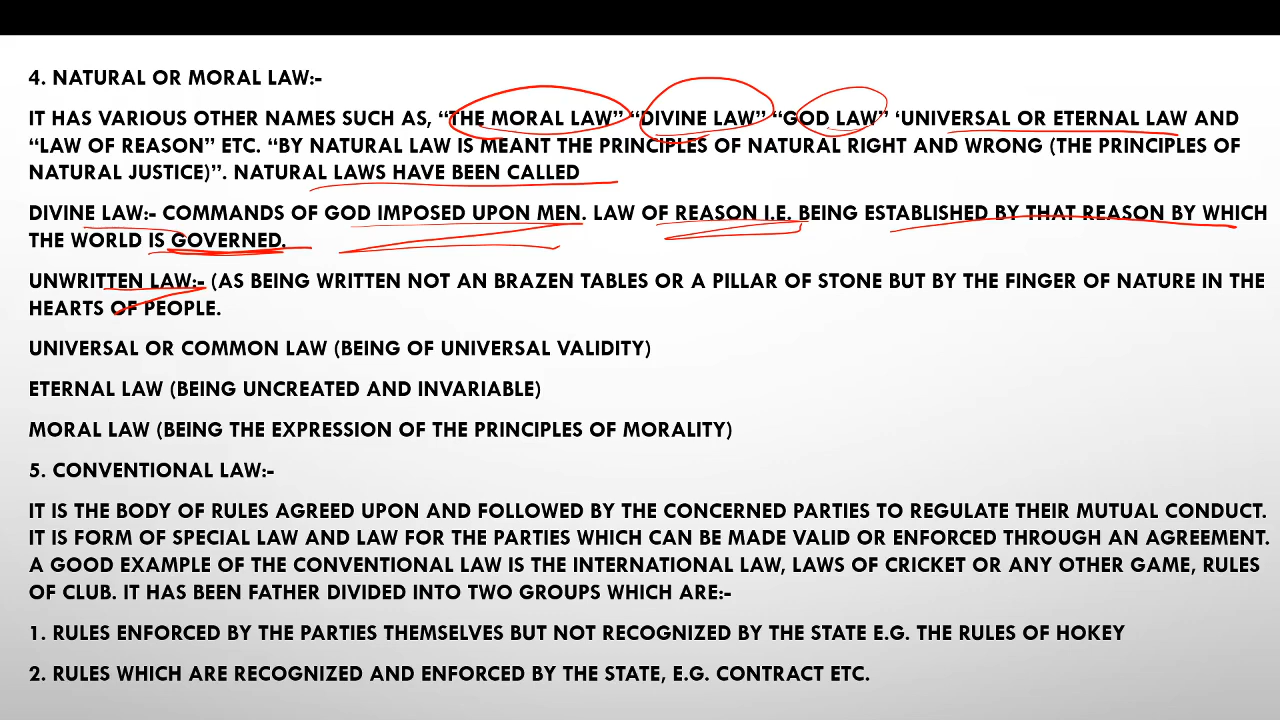 4. NATURAL OR MORAL LAW:-
IT HAS VARIOUS OTHER NAMES SUCH AS, “THE MORAL LAW” “DIVINE LAW” “GOD LAW” ‘UNIVERSAL OR ETERNAL LAW AND
“LAW OF REASON” ETC. “BY NATURAL LAW IS MEANT THE PRINCIPLES OF NATURAL RIGHT AND WRONG (THE PRINCIPLES OF
NATURAL JUSTICE)”. NATURAL LAWS HAVE BEEN CALLED
DIVINE LAW:- COMMANDS OF GOD IMPOSED UPON MEN. LAW OF REASON I.E. BEING ESTABLISHED BY THAT REASON BY WHICH
THE WORLD IS GOVERNED.
UNWRITTEN LAW:- (AS BEING WRITTEN NOT AN BRAZEN TABLES OR A PILLAR OF STONE BUT BY THE FINGER OF NATURE IN THE
HEARTS OF PEOPLE.
UNIVERSAL OR COMMON LAW (BEING OF UNIVERSAL VALIDITY)
ETERNAL LAW (BEING UNCREATED AND INVARIABLE)
MORAL LAW (BEING THE EXPRESSION OF THE PRINCIPLES OF MORALITY)
5. CONVENTIONAL LAW:-
IT IS THE BODY OF RULES AGREED UPON AND FOLLOWED BY THE CONCERNED PARTIES TO REGULATE THEIR MUTUAL CONDUCT.
IT IS FORM OF SPECIAL LAW AND LAW FOR THE PARTIES WHICH CAN BE MADE VALID OR ENFORCED THROUGH AN AGREEMENT.
A GOOD EXAMPLE OF THE CONVENTIONAL LAW IS THE INTERNATIONAL LAW, LAWS OF CRICKET OR ANY OTHER GAME, RULES
OF CLUB. IT HAS BEEN FATHER DIVIDED INTO TWO GROUPS WHICH ARE:-
1. RULES ENFORCED BY THE PARTIES THEMSELVES BUT NOT RECOGNIZED BY THE STATE E.G. THE RULES OF HOKEY
2. RULES WHICH ARE RECOGNIZED AND ENFORCED BY THE STATE, E.G. CONTRACT ETC.